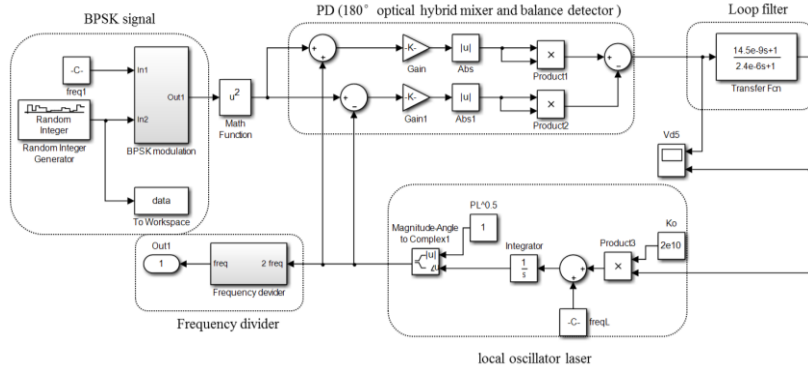 BPSK signal
PD (180° optical hybrid mixer and balance detector )
Loop filter
-C-
freq1
In1
In2
Out1
BPSK modulation
Random
Integer
Random Integer
Generator
data
To Workspace
u²
Math
Function
+
+
-K-
Gain
|u|
Abs
×
Product1
+
−
+
−
-K-
Gain1
|u|
Abs1
×
Product2
14.5e-9s+1
2.4e-6s+1
Transfer Fcn
Vd5
Out1
1
freq
2 freq
Frequency devider
Frequency divider
PL^0.5
1
Magnitude-Angle
to Complex1
|u|
∠u
Integrator
1
s
+
+
Product3
×
Ko
2e10
-C-
freqL
local oscillator laser